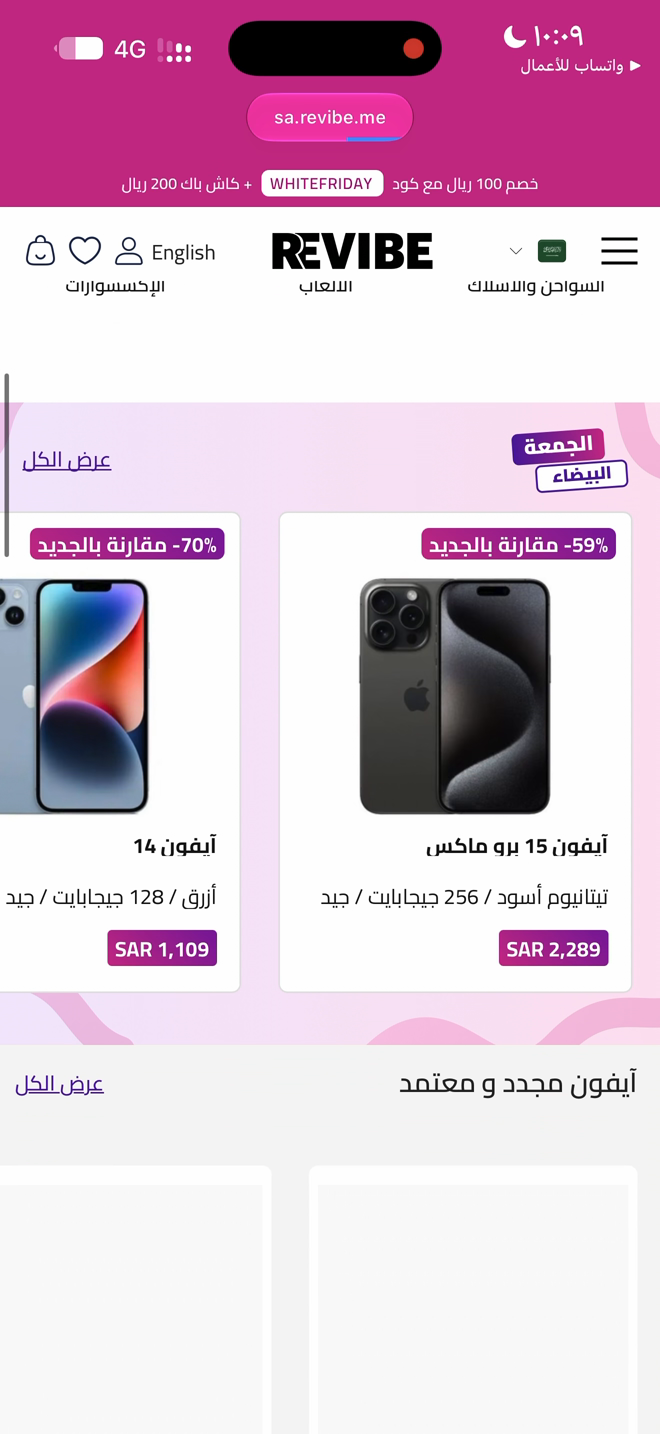 ١٠:٠٩
4G
◀ واتساب للأعمال
sa.revibe.me
خصم 100 ريال مع كود WHITEFRIDAY + كاش باك 200 ريال
REVIBE
English
السواحن والاسلاك
الالعاب
الإكسسوارات
الجمعة
البيضاء
عرض الكل
-59% مقارنة بالجديد
آيفون 15 برو ماكس
تيتانيوم أسود / 256 جيجابايت / جيد
SAR 2,289
-70% مقارنة بالجديد
آيفون 14
أزرق / 128 جيجابايت / جيد
SAR 1,109
آيفون مجدد و معتمد
عرض الكل